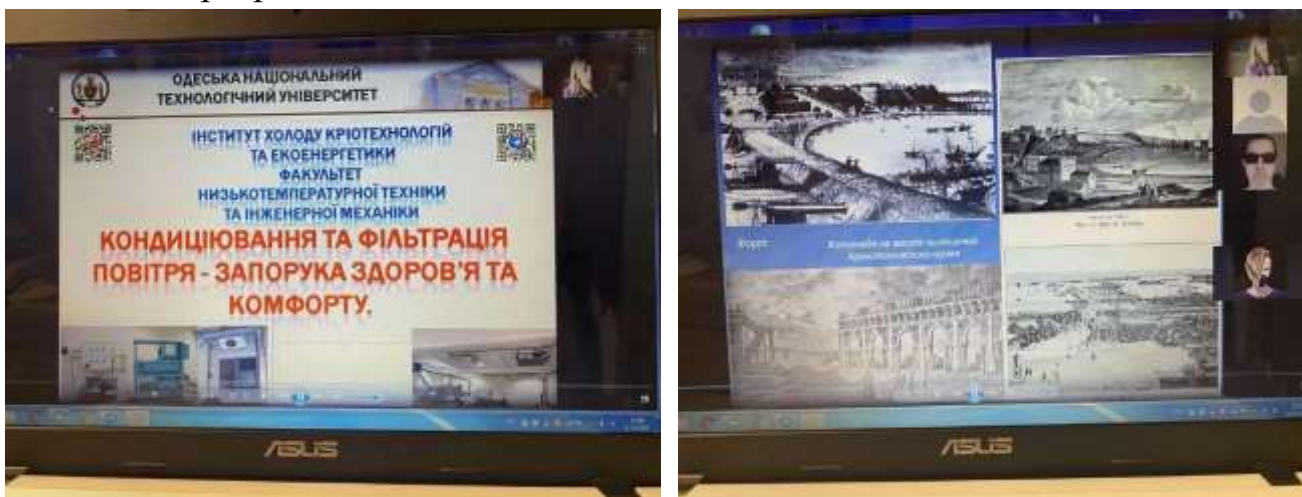 ОДЕСЬКА НАЦІОНАЛЬНИЙ
ТЕХНОЛОГІЧНИЙ УНІВЕРСИТЕТ
ІНСТИТУТ ХОЛОДУ КРІОТЕХНОЛОГІЙ
ТА ЕКОЕНЕРГЕТИКИ
ФАКУЛЬТЕТ
НИЗЬКОТЕМПЕРАТУРНОЇ ТЕХНІКИ
ТА ІНЖЕНЕРНОЇ МЕХАНІКИ
КОНДИЦІЮВАННЯ ТА ФІЛЬТРАЦІЯ
ПОВІТРЯ - ЗАПОРУКА ЗДОРОВ'Я ТА
КОМФОРТУ.
ASUS
ASUS